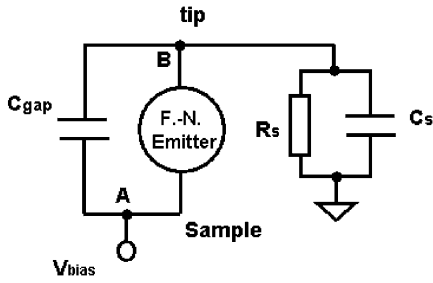 tip
B
Cgap
F.-N.
Emitter
Rs
Cs
A
Sample
Vbias